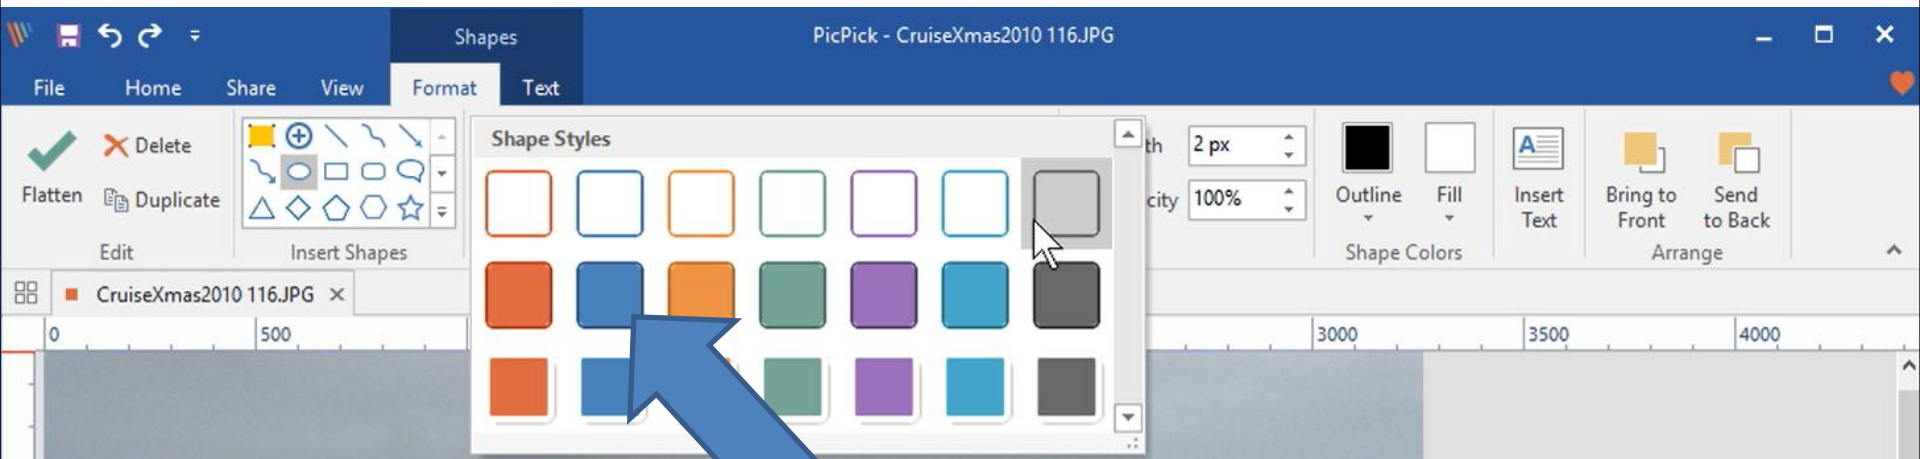 Shapes
PicPick - CruiseXmas2010 116.JPG
File Home Share View Format Text
Flatten
Delete
Duplicate
Edit
Insert Shapes
Shape Styles
th 2 px
city 100%
Outline
Fill
Shape Colors
Insert
Text
Bring to
Front
Send
to Back
Arrange
CruiseXmas2010 116.JPG
0 500 3000 3500 4000